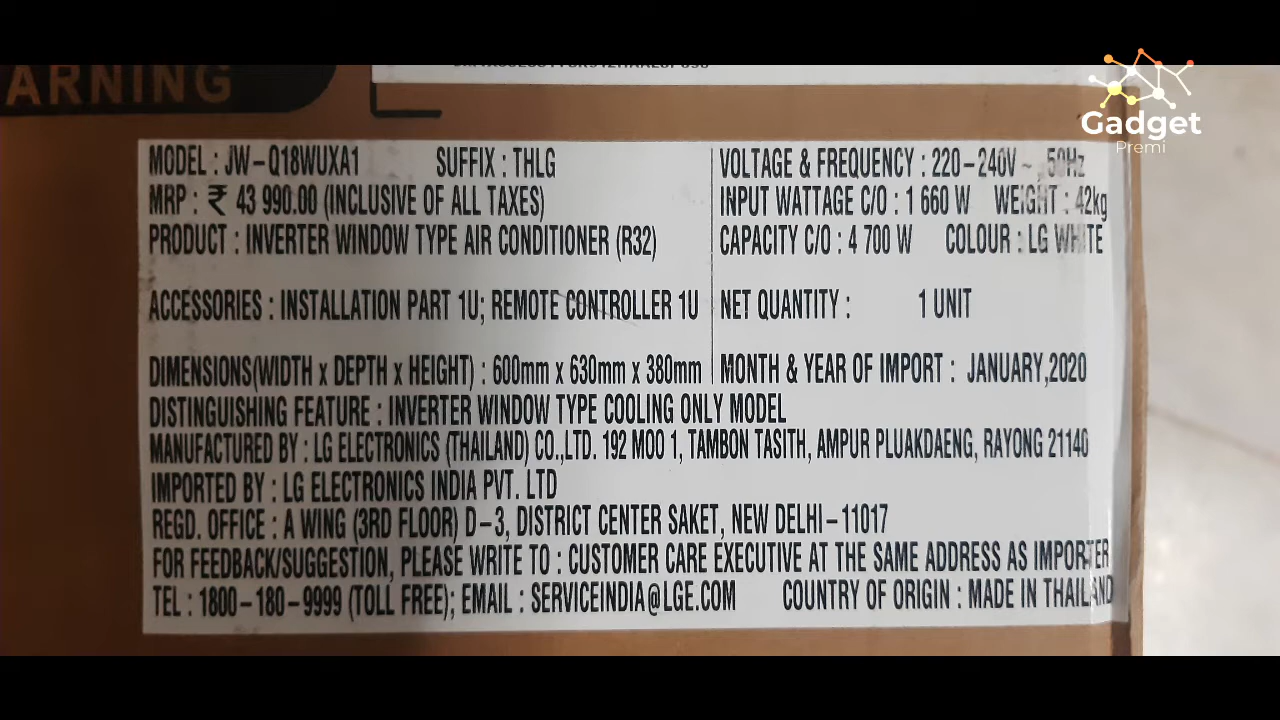 ARNING
Gadget
Premi
MODEL : JW-Q18WUXA1 SUFFIX : THLG
MRP : ₹ 43 990.00 (INCLUSIVE OF ALL TAXES)
PRODUCT : INVERTER WINDOW TYPE AIR CONDITIONER (R32)
ACCESSORIES : INSTALLATION PART 1U; REMOTE CONTROLLER 1U
DIMENSIONS(WIDTH x DEPTH x HEIGHT) : 600mm x 630mm x 380mm
VOLTAGE & FREQUENCY : 220-240V ~ , 50Hz
INPUT WATTAGE C/O : 1 660 W WEIGHT : 42kg
CAPACITY C/O : 4 700 W COLOUR : LG WHITE
NET QUANTITY : 1 UNIT
MONTH & YEAR OF IMPORT : JANUARY,2020
DISTINGUISHING FEATURE : INVERTER WINDOW TYPE COOLING ONLY MODEL
MANUFACTURED BY : LG ELECTRONICS (THAILAND) CO.,LTD. 192 MOO 1, TAMBON TASITH, AMPUR PLUAKDAENG, RAYONG 21140
IMPORTED BY : LG ELECTRONICS INDIA PVT. LTD
REGD. OFFICE : A WING (3RD FLOOR) D-3, DISTRICT CENTER SAKET, NEW DELHI-11017
FOR FEEDBACK/SUGGESTION, PLEASE WRITE TO : CUSTOMER CARE EXECUTIVE AT THE SAME ADDRESS AS IMPORTER
TEL : 1800-180-9999 (TOLL FREE); EMAIL : SERVICEINDIA@LGE.COM COUNTRY OF ORIGIN : MADE IN THAILAND